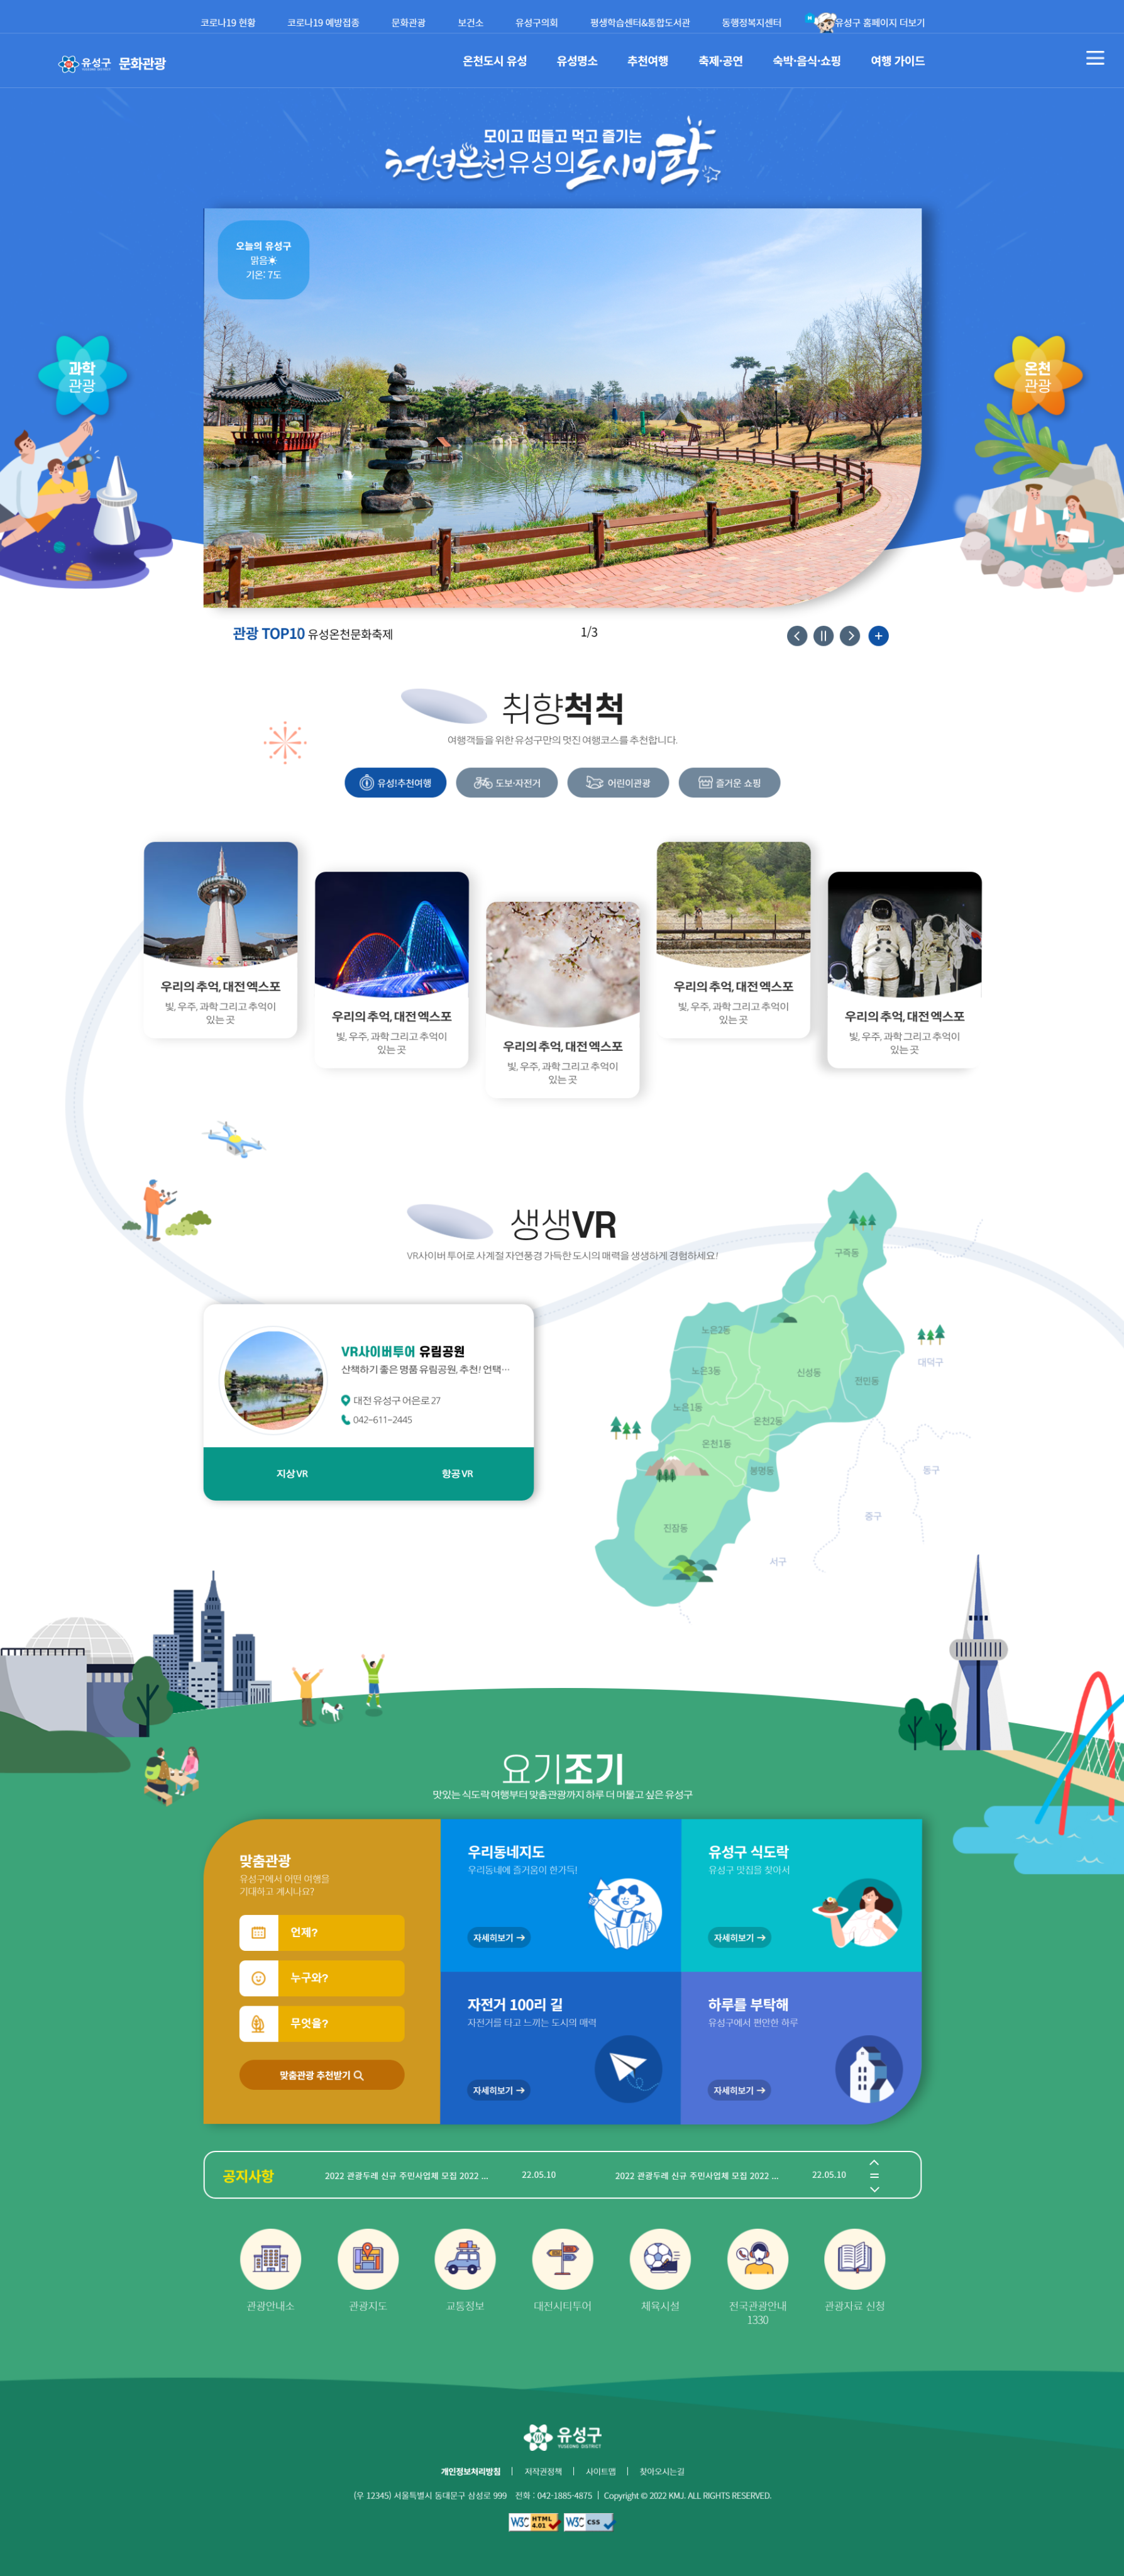 코로나19 현황
코로나19 예방접종
문화관광
보건소
유성구의회
평생학습센터&통합도서관
동행정복지센터
유성구 홈페이지 더보기
유성구
문화관광
온천도시 유성
유성명소
추천여행
축제·공연
숙박·음식·쇼핑
여행 가이드
모이고 떠들고 먹고 즐기는
천년온천유성의도시미학
오늘의 유성구
맑음☀
기온: 7도
과학
관광
온천
관광
관광 TOP10 유성온천문화축제
1/3
취향척척
여행객들을 위한 유성구만의 멋진 여행코스를 추천합니다.
유성!추천여행
도보·자전거
어린이관광
즐거운 쇼핑
우리의 추억, 대전 엑스포
빛, 우주, 과학 그리고 추억이
있는 곳
우리의 추억, 대전 엑스포
빛, 우주, 과학 그리고 추억이
있는 곳
우리의 추억, 대전 엑스포
빛, 우주, 과학 그리고 추억이
있는 곳
우리의 추억, 대전 엑스포
빛, 우주, 과학 그리고 추억이
있는 곳
우리의 추억, 대전 엑스포
빛, 우주, 과학 그리고 추억이
있는 곳
생생VR
VR사이버 투어로 사계절 자연풍경 가득한 도시의 매력을 생생하게 경험하세요!
VR사이버투어 유림공원
산책하기 좋은 명품 유림공원, 추천! 언택…
대전 유성구 어은로 27
042-611-2445
지상VR
항공VR
구즉동
노은2동
노은3동
신성동
전민동
대덕구
노은1동
온천2동
온천1동
봉명동
동구
중구
진잠동
서구
요기조기
맛있는 식도락 여행부터 맞춤관광까지 하루 더 머물고 싶은 유성구
맞춤관광
유성구에서 어떤 여행을
기대하고 계시나요?
언제?
누구와?
무엇을?
맞춤관광 추천받기
우리동네지도
우리동네에 즐거움이 한가득!
자세히보기 →
유성구 식도락
유성구 맛집을 찾아서
자세히보기 →
자전거 100리 길
자전거를 타고 느끼는 도시의 매력
자세히보기 →
하루를 부탁해
유성구에서 편안한 하루
자세히보기 →
공지사항
2022 관광두레 신규 주민사업체 모집 2022 ...
22.05.10
2022 관광두레 신규 주민사업체 모집 2022 ...
22.05.10
관광안내소
관광지도
교통정보
대전시티투어
체육시설
전국관광안내
1330
관광자료 신청
유성구
YUSEONG DISTRICT
개인정보처리방침 | 저작권정책 | 사이트맵 | 찾아오시는길
(우 12345) 서울특별시 동대문구 삼성로 999 전화 : 042-1885-4875 | Copyright © 2022 KMJ. ALL RIGHTS RESERVED.
W3C HTML 4.01
W3C css